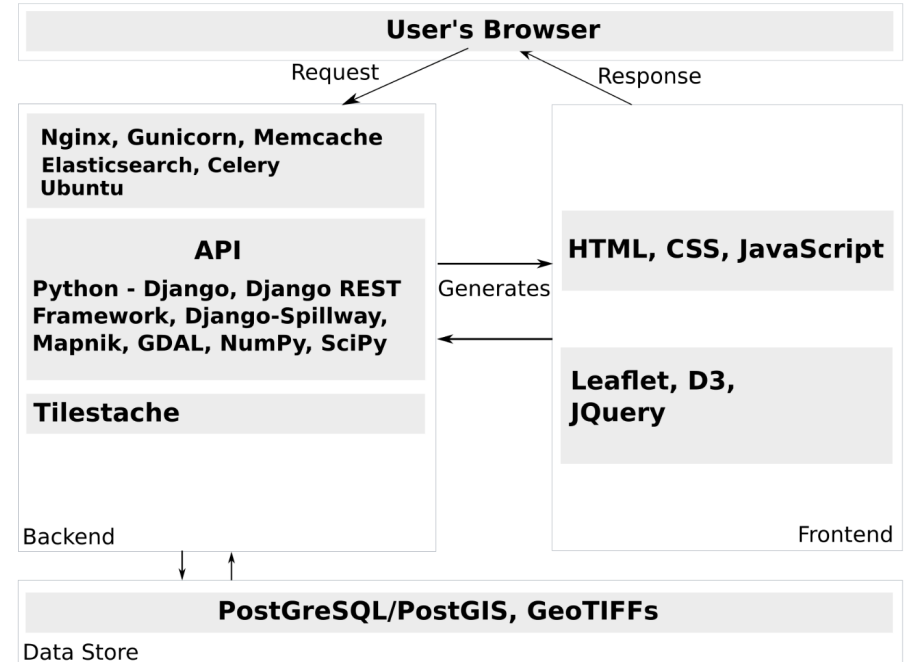 User's Browser
Request
Response
Nginx, Gunicorn, Memcache
Elasticsearch, Celery
Ubuntu
API
Python - Django, Django REST
Framework, Django-Spillway,
Mapnik, GDAL, NumPy, SciPy
Tilestache
Backend
Generates
HTML, CSS, JavaScript
Leaflet, D3,
JQuery
Frontend
PostGreSQL/PostGIS, GeoTIFFs
Data Store